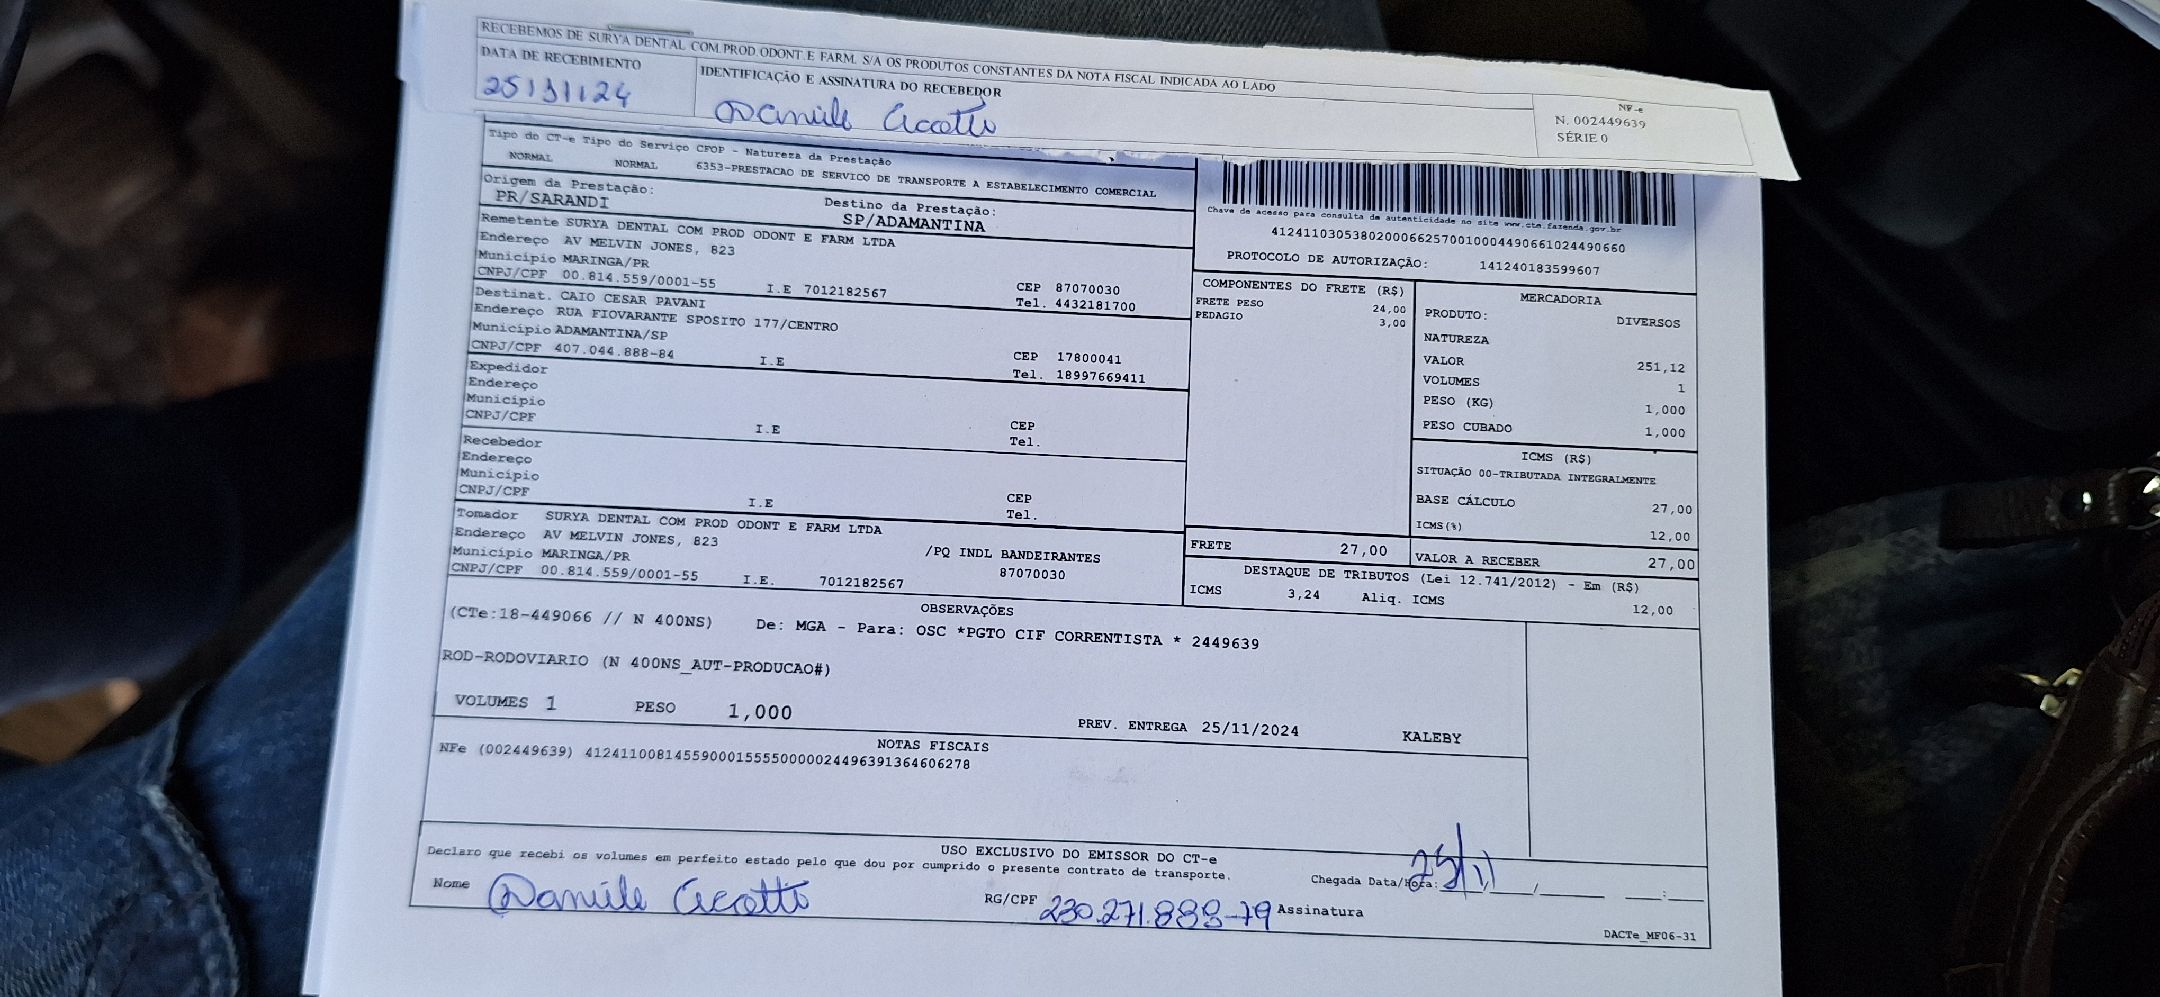 RECEBEMOS DE SURYA DENTAL COM.PROD.ODONT.E FARM. S/A OS PRODUTOS CONSTANTES DA NOTA FISCAL INDICADA AO LADO
DATA DE RECEBIMENTO
25/11/24
IDENTIFICAÇÃO E ASSINATURA DO RECEBEDOR
NF-e
N. 002449639
SÉRIE 0
Tipo do CT-e Tipo do Serviço CFOP - Natureza da Prestação
NORMAL NORMAL 6353-PRESTACAO DE SERVICO DE TRANSPORTE A ESTABELECIMENTO COMERCIAL
Origem da Prestação: Destino da Prestação:
PR/SARANDI SP/ADAMANTINA
Remetente SURYA DENTAL COM PROD ODONT E FARM LTDA
Endereço AV MELVIN JONES, 823
Município MARINGA/PR CEP 87070030
CNPJ/CPF 00.814.559/0001-55 I.E 7012182567 Tel. 4432181700
Destinat. CAIO CESAR PAVANI
Endereço RUA FIOVARANTE SPOSITO 177/CENTRO
Município ADAMANTINA/SP CEP 17800041
CNPJ/CPF 407.044.888-84 I.E Tel. 18997669411
Expedidor
Endereço
Município CEP
CNPJ/CPF I.E Tel.
Recebedor
Endereço
Município CEP
CNPJ/CPF I.E Tel.
Tomador SURYA DENTAL COM PROD ODONT E FARM LTDA
Endereço AV MELVIN JONES, 823 /PQ INDL BANDEIRANTES
Município MARINGA/PR 87070030
CNPJ/CPF 00.814.559/0001-55 I.E. 7012182567
Chave de acesso para consulta de autenticidade no site www.cte.fazenda.gov.br
41241103053802000662570010004490661024490660
PROTOCOLO DE AUTORIZAÇÃO: 141240183599607
COMPONENTES DO FRETE (R$)
FRETE PESO 24,00
PEDAGIO 3,00
MERCADORIA
PRODUTO: DIVERSOS
NATUREZA
VALOR 251,12
VOLUMES 1
PESO (KG) 1,000
PESO CUBADO 1,000
ICMS (R$)
SITUAÇÃO 00-TRIBUTADA INTEGRALMENTE
BASE CÁLCULO 27,00
ICMS(%) 12,00
FRETE 27,00 VALOR A RECEBER 27,00
DESTAQUE DE TRIBUTOS (Lei 12.741/2012) - Em (R$)
ICMS 3,24 Aliq. ICMS 12,00
OBSERVAÇÕES
(CTe:18-449066 // N 400NS) De: MGA - Para: OSC *PGTO CIF CORRENTISTA * 2449639
ROD-RODOVIARIO (N 400NS_AUT-PRODUCAO#)
VOLUMES 1 PESO 1,000 PREV. ENTREGA 25/11/2024 KALEBY
NOTAS FISCAIS
NFe (002449639) 41241100814559000155550000024496391364606278
USO EXCLUSIVO DO EMISSOR DO CT-e
Declaro que recebi os volumes em perfeito estado pelo que dou por cumprido o presente contrato de transporte.
Chegada Data/Hora: 25/11
Nome RG/CPF 230.271.888-79 Assinatura
DACTe_MF06-31